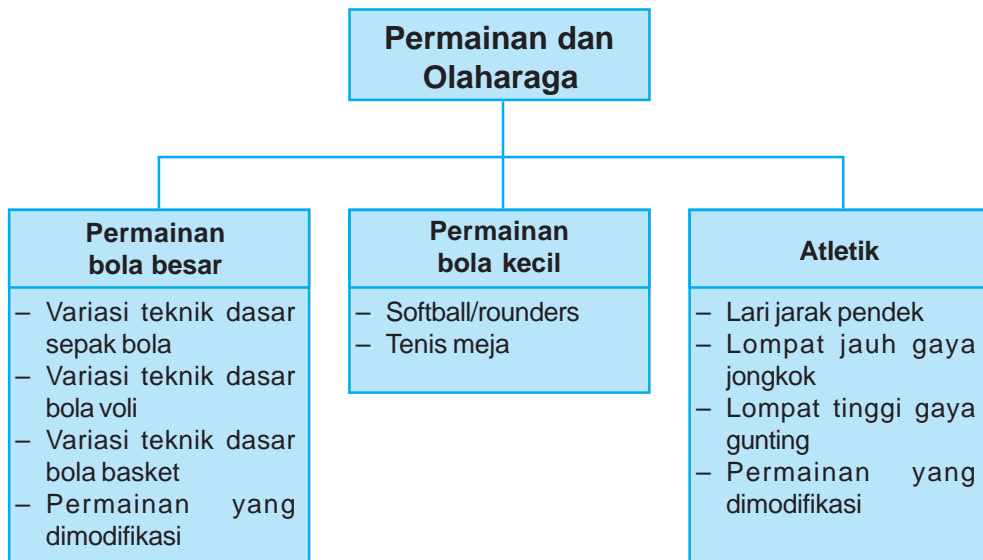 Permainan dan
Olaharaga
Permainan
bola besar
– Variasi teknik dasar
sepak bola
– Variasi teknik dasar
bola voli
– Variasi teknik dasar
bola basket
– Permainan yang
dimodifikasi
Permainan
bola kecil
– Softball/rounders
– Tenis meja
Atletik
– Lari jarak pendek
– Lompat jauh gaya
jongkok
– Lompat tinggi gaya
gunting
– Permainan yang
dimodifikasi